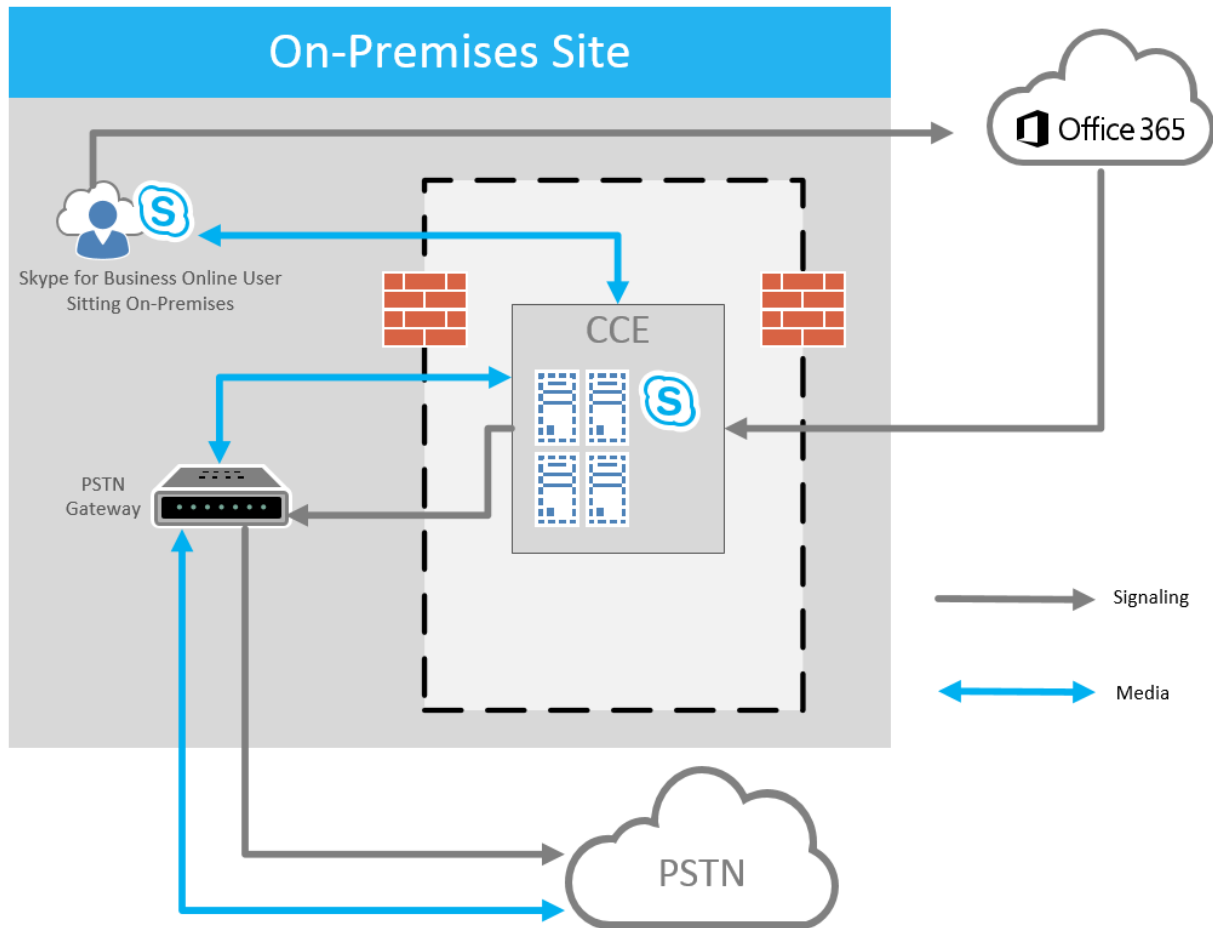 On-Premises Site
Office 365
Skype for Business Online User
Sitting On-Premises
CCE
PSTN
Gateway
Signaling
Media
PSTN